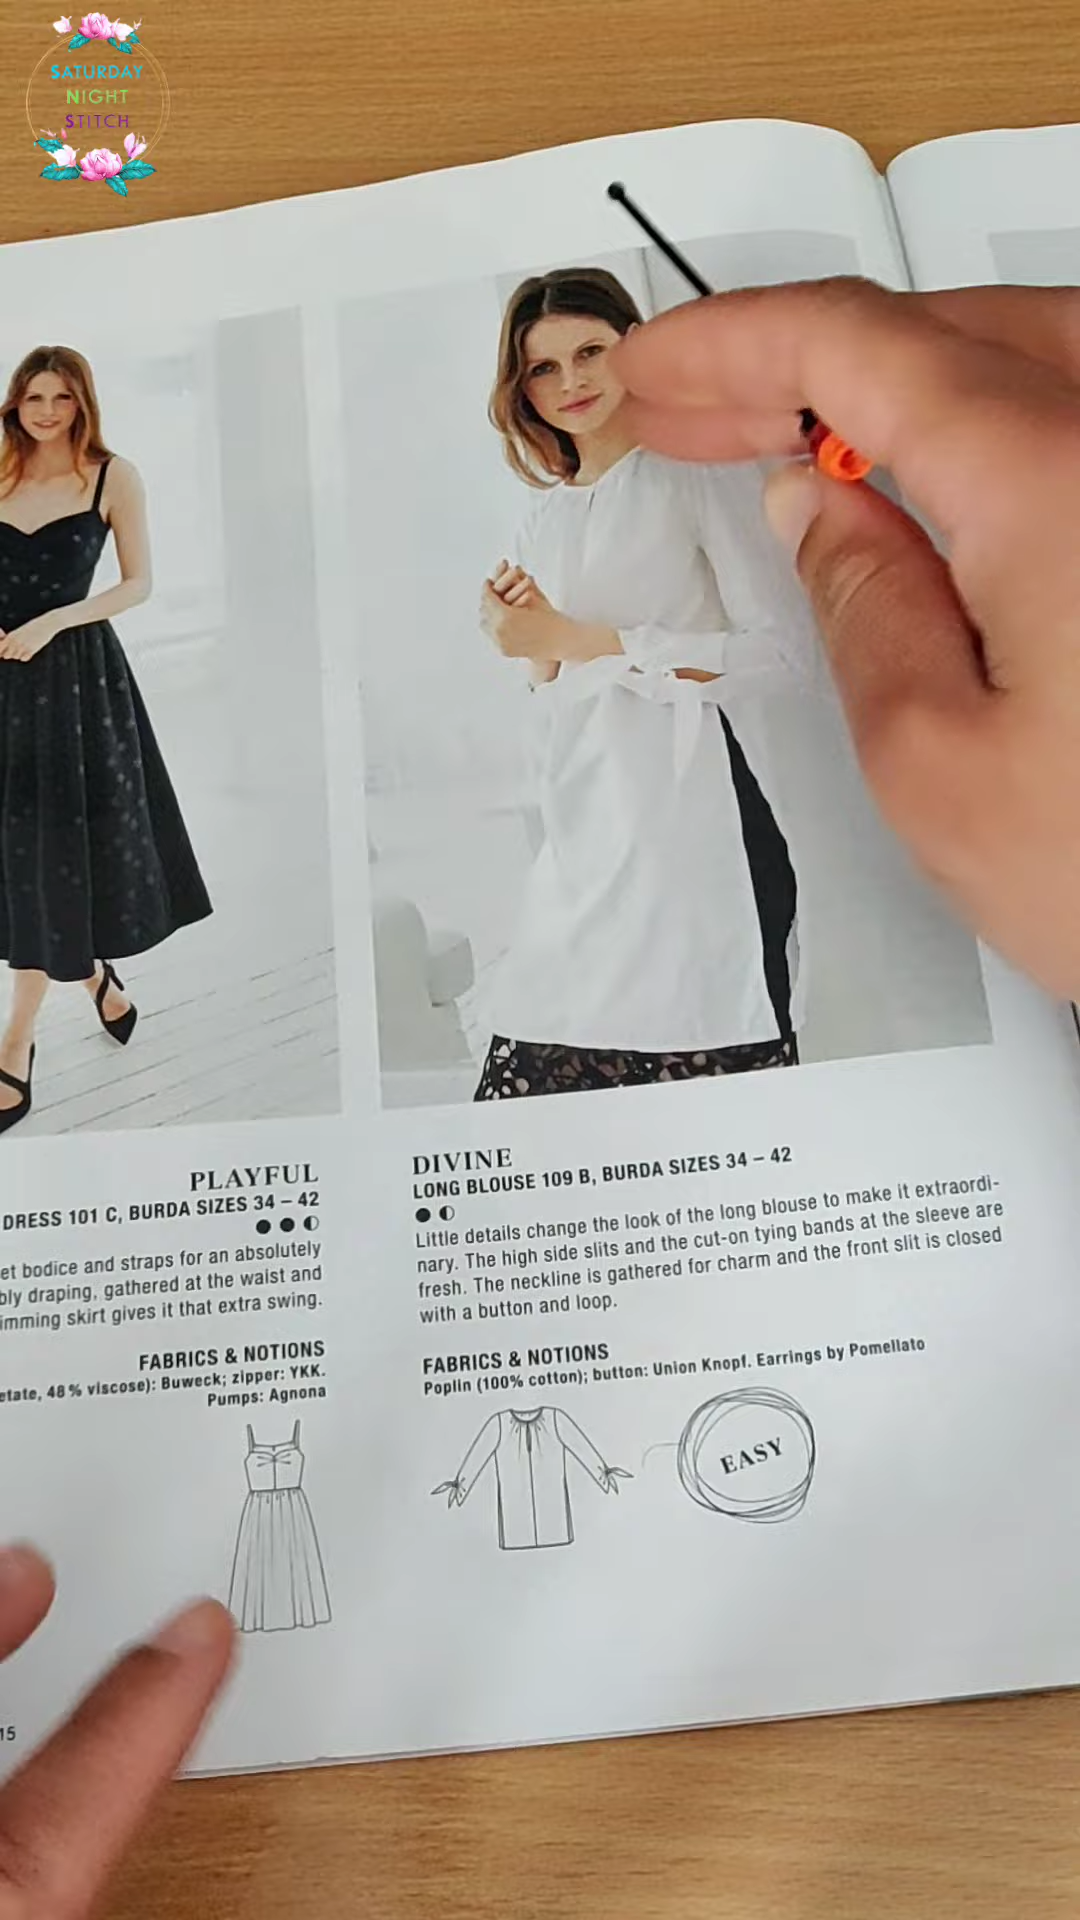 SATURDAY
NIGHT
STITCH
PLAYFUL
DRESS 101 C, BURDA SIZES 34 – 42
et bodice and straps for an absolutely
bly draping, gathered at the waist and
imming skirt gives it that extra swing.
FABRICS & NOTIONS
etate, 48 % viscose): Buweck; zipper: YKK.
Pumps: Agnona
15
DIVINE
LONG BLOUSE 109 B, BURDA SIZES 34 – 42
Little details change the look of the long blouse to make it extraordi-
nary. The high side slits and the cut-on tying bands at the sleeve are
fresh. The neckline is gathered for charm and the front slit is closed
with a button and loop.
FABRICS & NOTIONS
Poplin (100% cotton); button: Union Knopf. Earrings by Pomellato
EASY